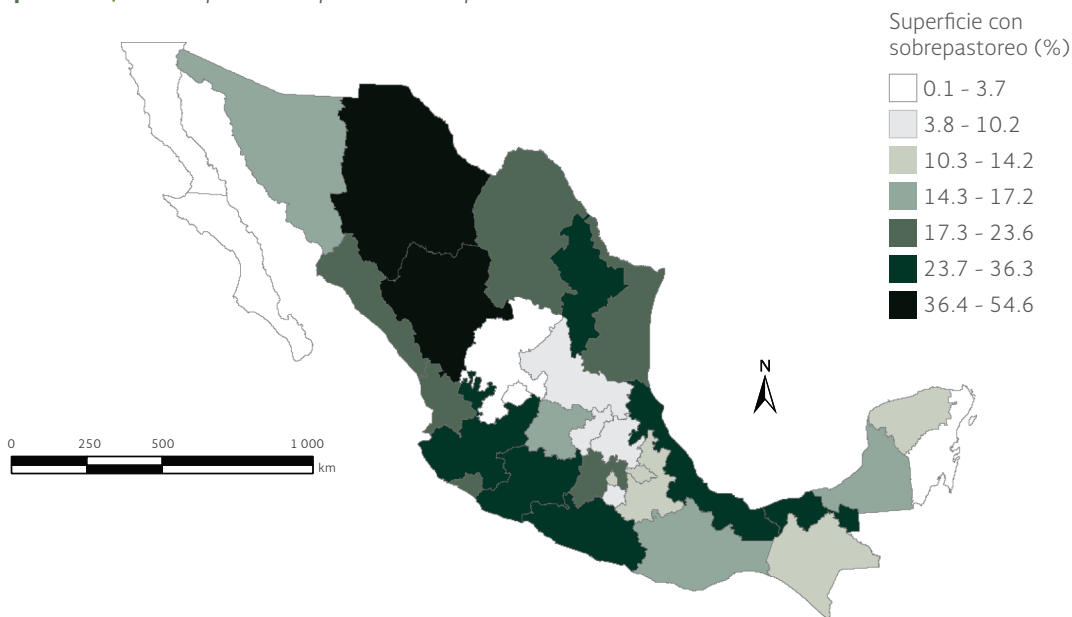 Superficie con
sobrepastoreo (%)
0.1 - 3.7
3.8 - 10.2
10.3 - 14.2
14.3 - 17.2
17.3 - 23.6
23.7 - 36.3
36.4 - 54.6
N
0 250 500 1 000
km